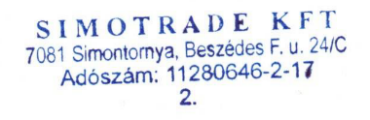 SIMOTRADE KFT
7081 Simontornya, Beszédes F. u. 24/C
Adószám: 11280646-2-17
2.